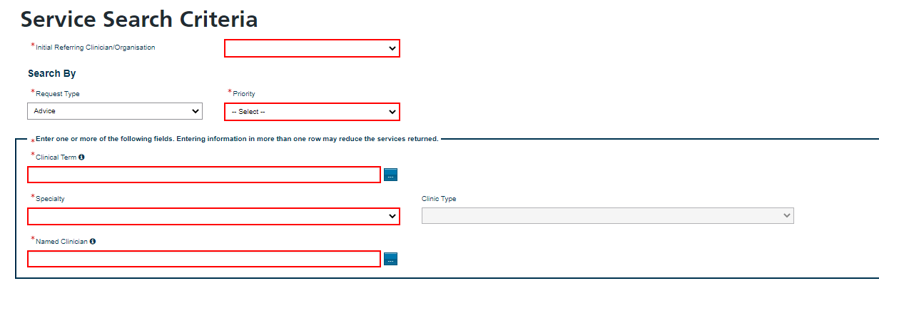 Service Search Criteria
* Initial Referring Clinician/Organisation
Search By
* Request Type * Priority
Advice -- Select --
* Enter one or more of the following fields. Entering information in more than one row may reduce the services returned.
* Clinical Term
...
* Specialty Clinic Type
* Named Clinician
...